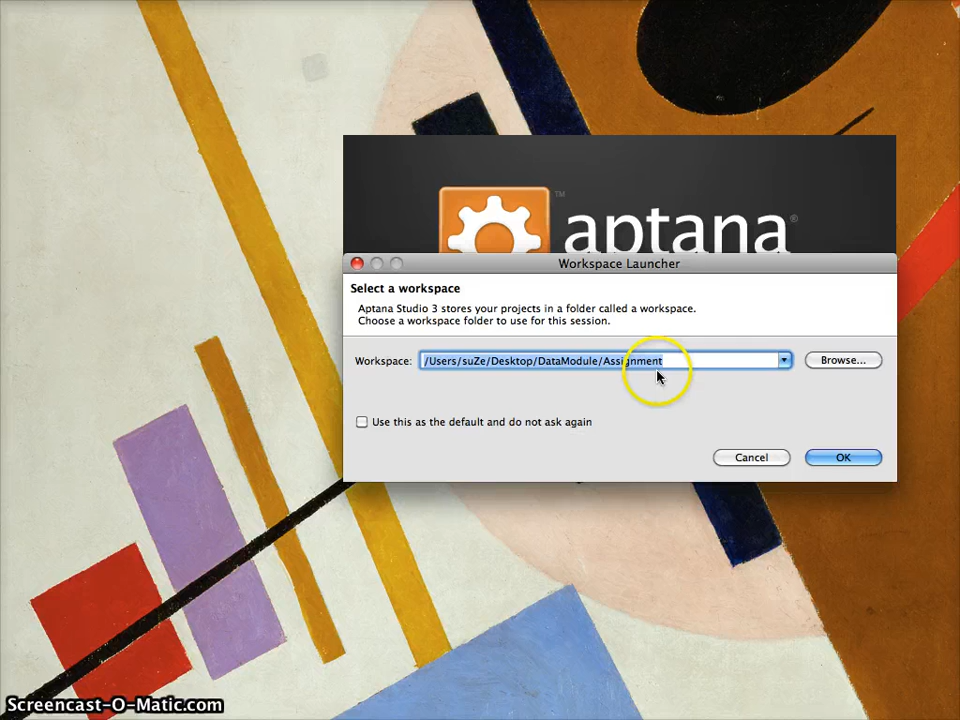 ™
aptana®
Workspace Launcher
Select a workspace
Aptana Studio 3 stores your projects in a folder called a workspace.
Choose a workspace folder to use for this session.
Workspace: /Users/suZe/Desktop/DataModule/Assignment Browse...
Use this as the default and do not ask again
Cancel OK
Screencast-O-Matic.com